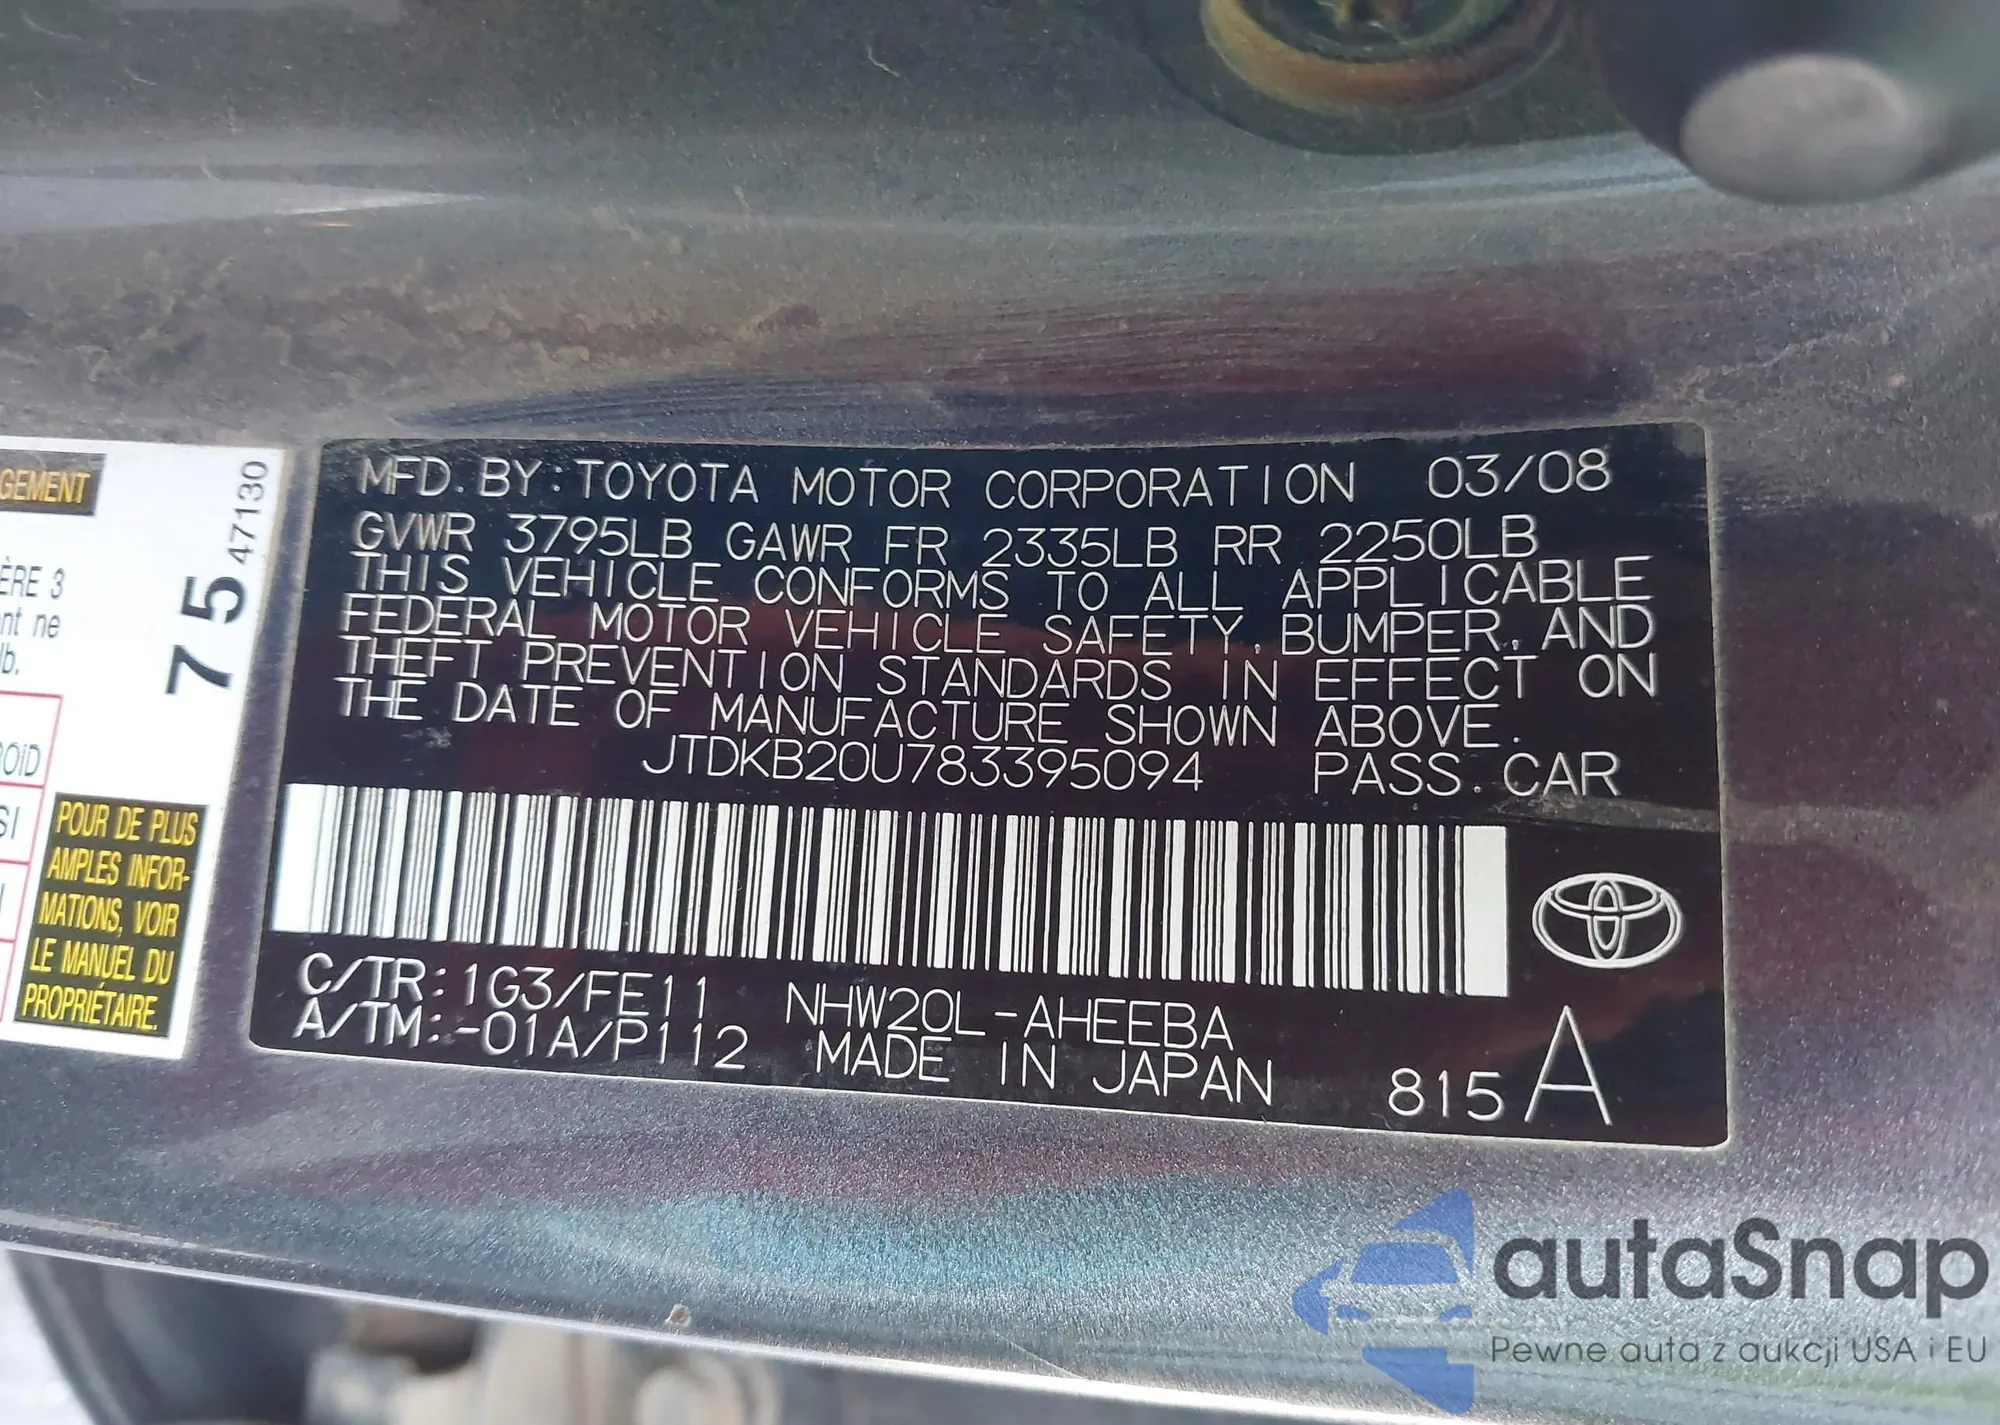 GEMENT
47130
75
ÈRE 3
nt ne
lb.
ROÏD
SI
POUR DE PLUS
AMPLES INFOR-
MATIONS, VOIR
LE MANUEL DU
PROPRIÉTAIRE.
MFD. BY: TOYOTA MOTOR CORPORATION 03/08
GVWR 3795LB GAWR FR 2335LB RR 2250LB
THIS VEHICLE CONFORMS TO ALL APPLICABLE
FEDERAL MOTOR VEHICLE SAFETY, BUMPER, AND
THEFT PREVENTION STANDARDS IN EFFECT ON
THE DATE OF MANUFACTURE SHOWN ABOVE.
JTDKB20U783395094 PASS. CAR
C/TR: 1G3/FE11 NHW20L-AHEEBA
A/TM: -01A/P112 MADE IN JAPAN 815 A
autaSnap
Pewne auta z aukcji USA i EU